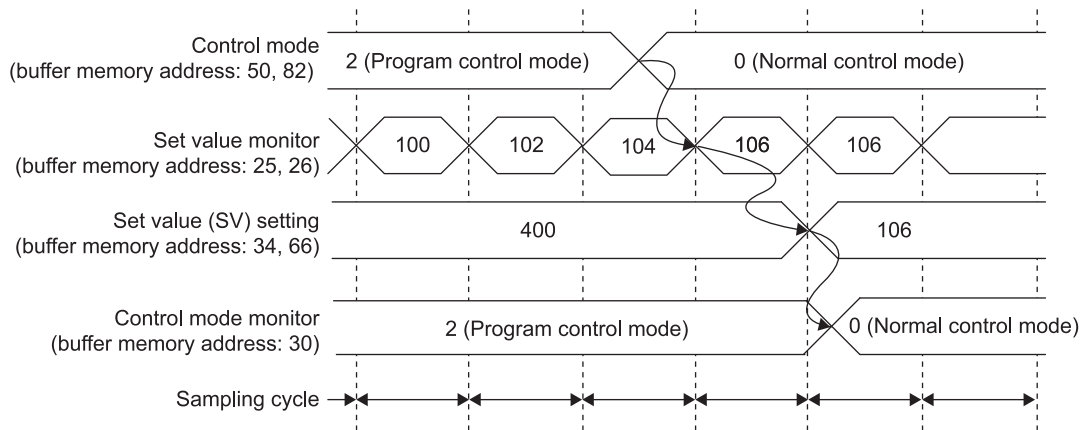 Control mode
(buffer memory address: 50, 82)
2 (Program control mode)
0 (Normal control mode)
Set value monitor
(buffer memory address: 25, 26)
100
102
104
106
106
Set value (SV) setting
(buffer memory address: 34, 66)
400
106
Control mode monitor
(buffer memory address: 30)
2 (Program control mode)
0 (Normal control mode)
Sampling cycle